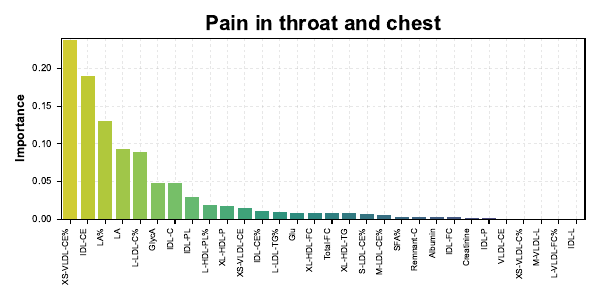 Pain in throat and chest
Importance
0.20
0.15
0.10
0.05
0.00
XS-VLDL-CE%
IDL-CE
LA%
LA
L-LDL-C%
GlycA
IDL-C
IDL-PL
L-HDL-PL%
XL-HDL-P
XS-VLDL-CE
IDL-CE%
L-LDL-TG%
Glu
XL-HDL-FC
Total-FC
XL-HDL-TG
S-LDL-CE%
M-LDL-CE%
SFA%
Remnant-C
Albumin
IDL-FC
Creatinine
IDL-P
VLDL-CE
XS-VLDL-C%
M-VLDL-L
L-VLDL-FC%
IDL-L